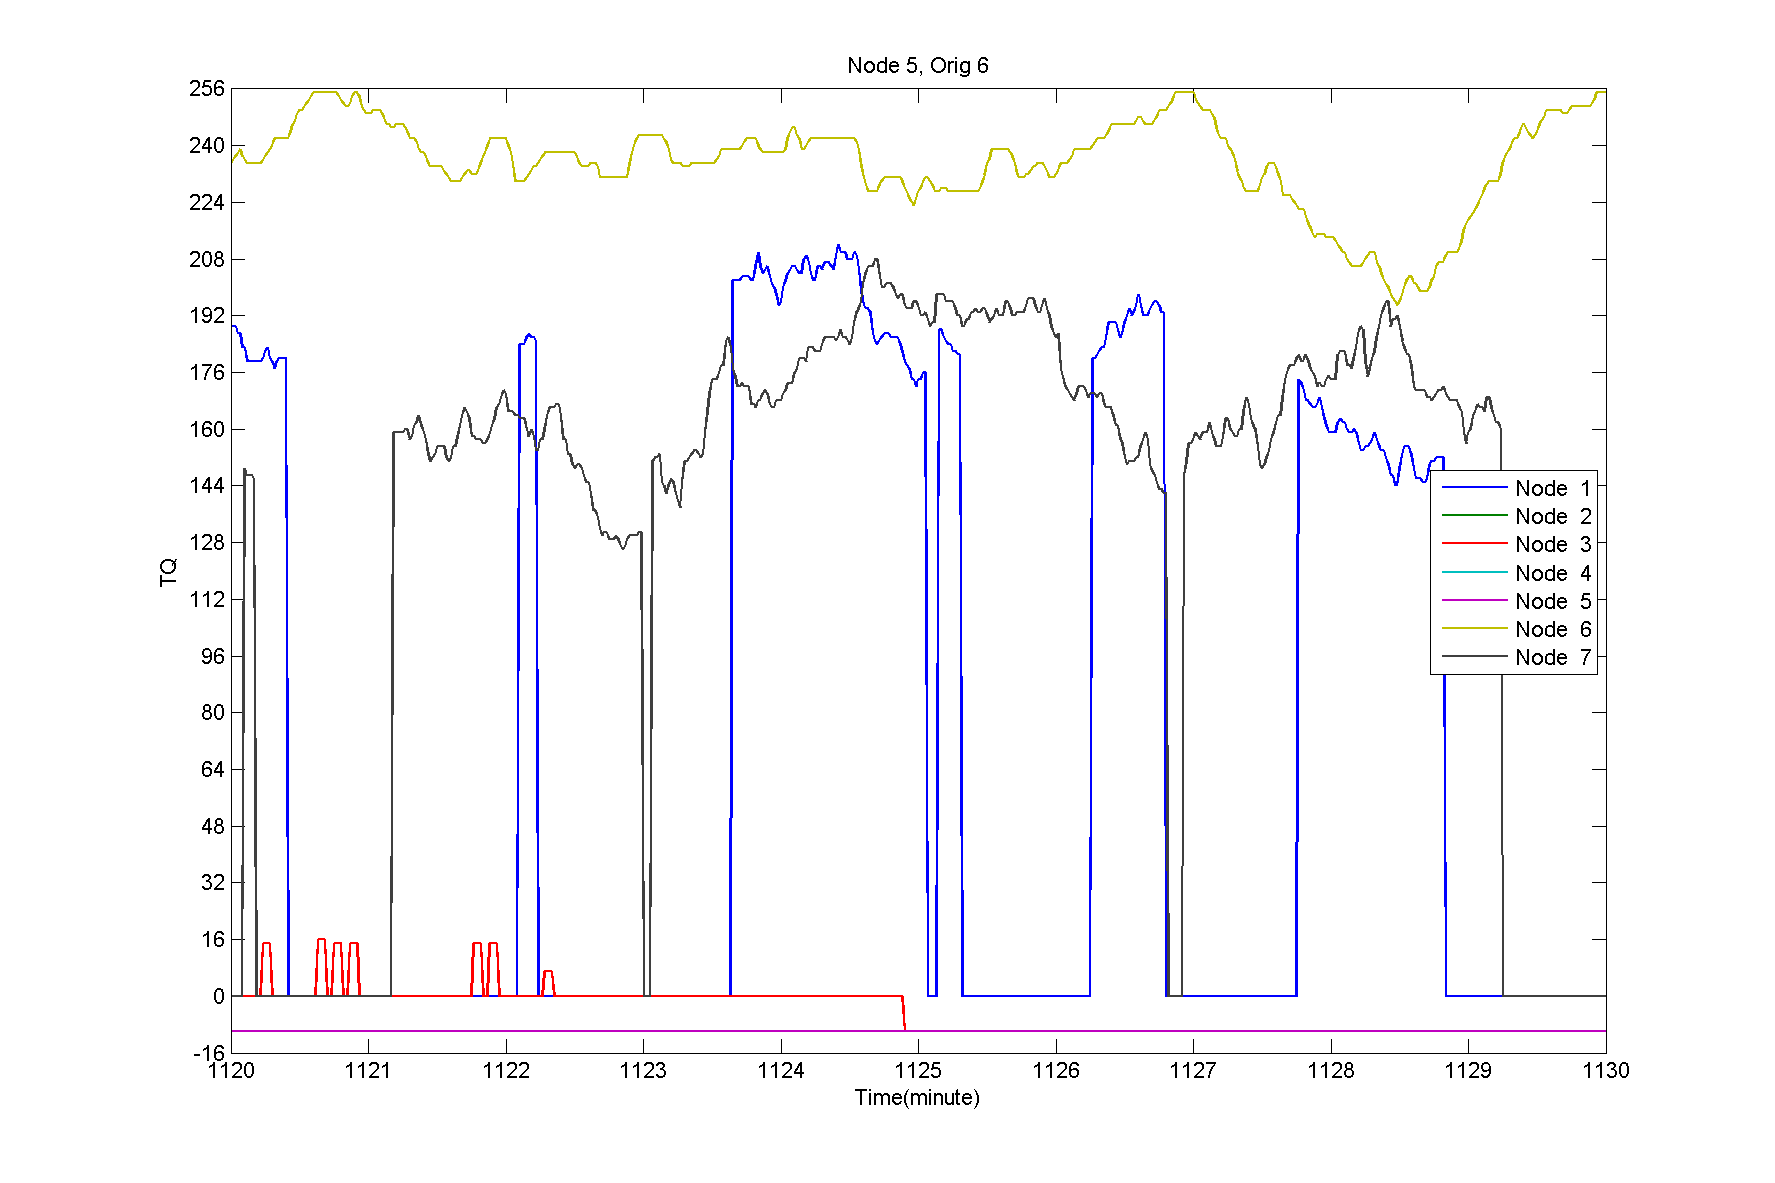 Node 5, Orig 6
256
240
224
208
192
176
160
144
128
112
96
80
64
48
32
16
0
-16
TQ
Node 1
Node 2
Node 3
Node 4
Node 5
Node 6
Node 7
1120 1121 1122 1123 1124 1125 1126 1127 1128 1129 1130
Time(minute)